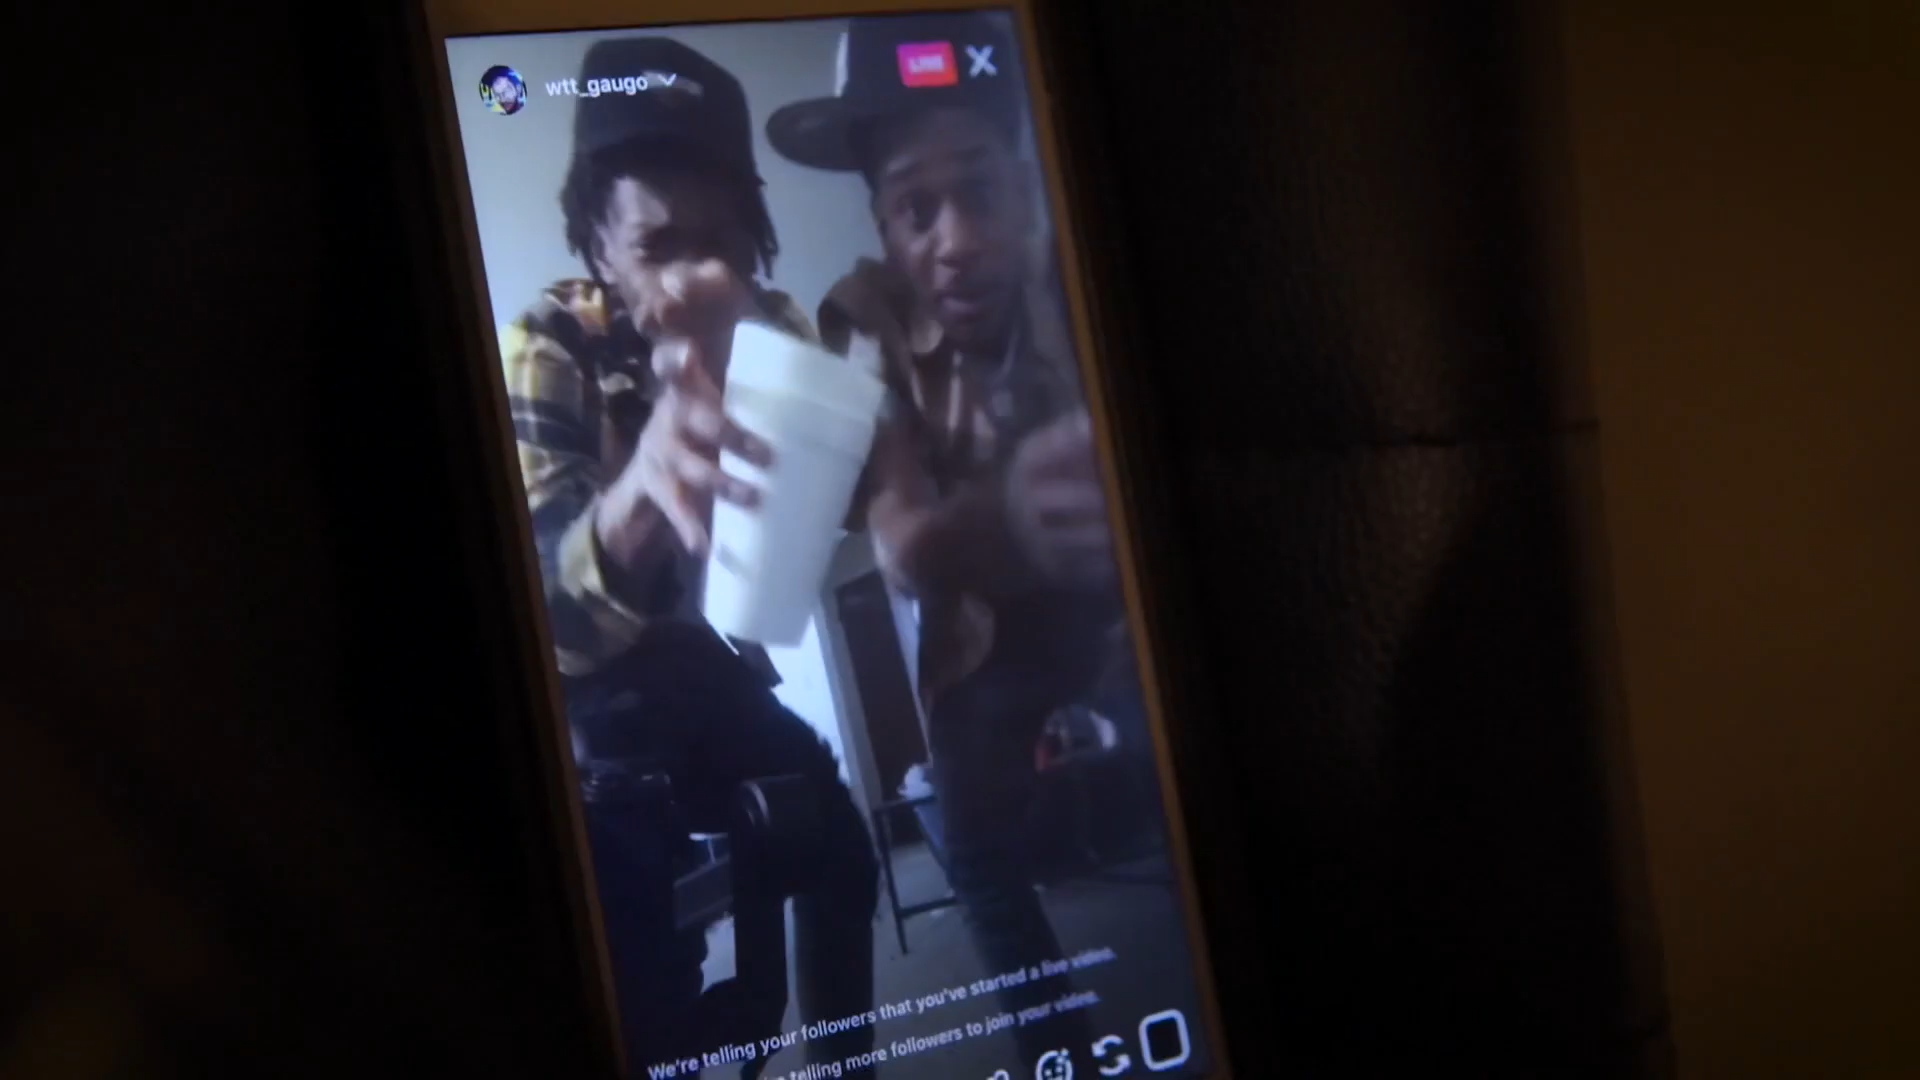 wtt_gaugo
LIVE
We're telling your followers that you've started a live video.
telling more followers to join your video.